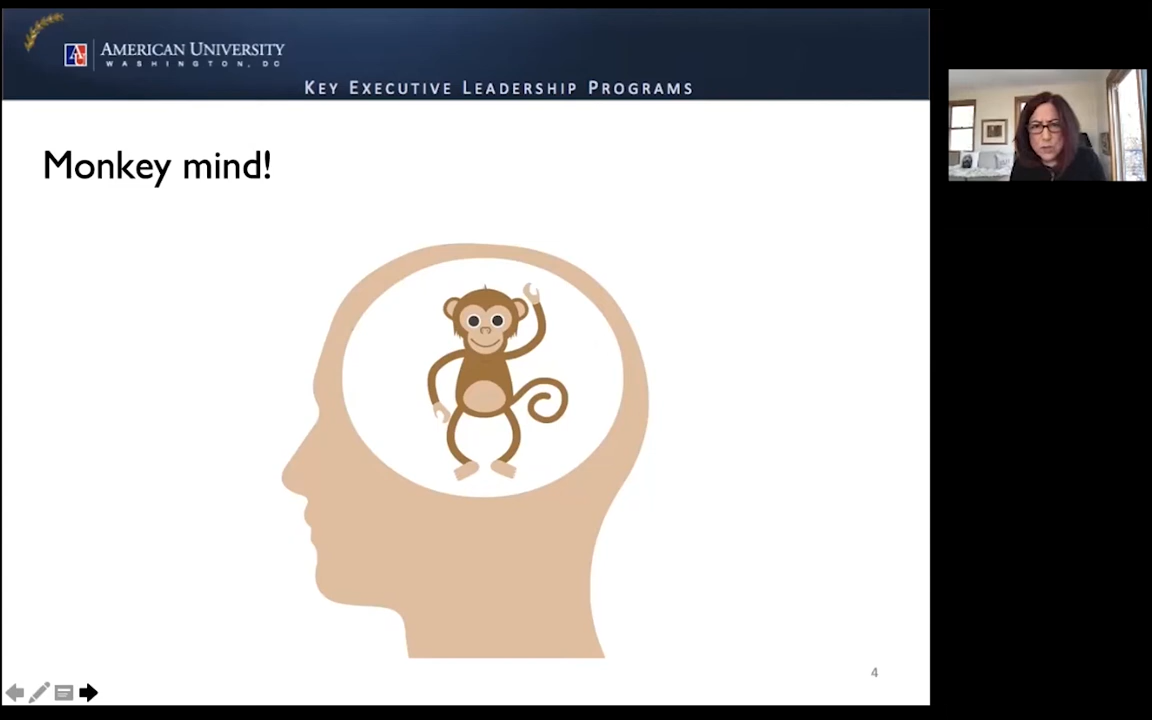 AMERICAN UNIVERSITY
WASHINGTON, DC
KEY EXECUTIVE LEADERSHIP PROGRAMS
Monkey mind!
4